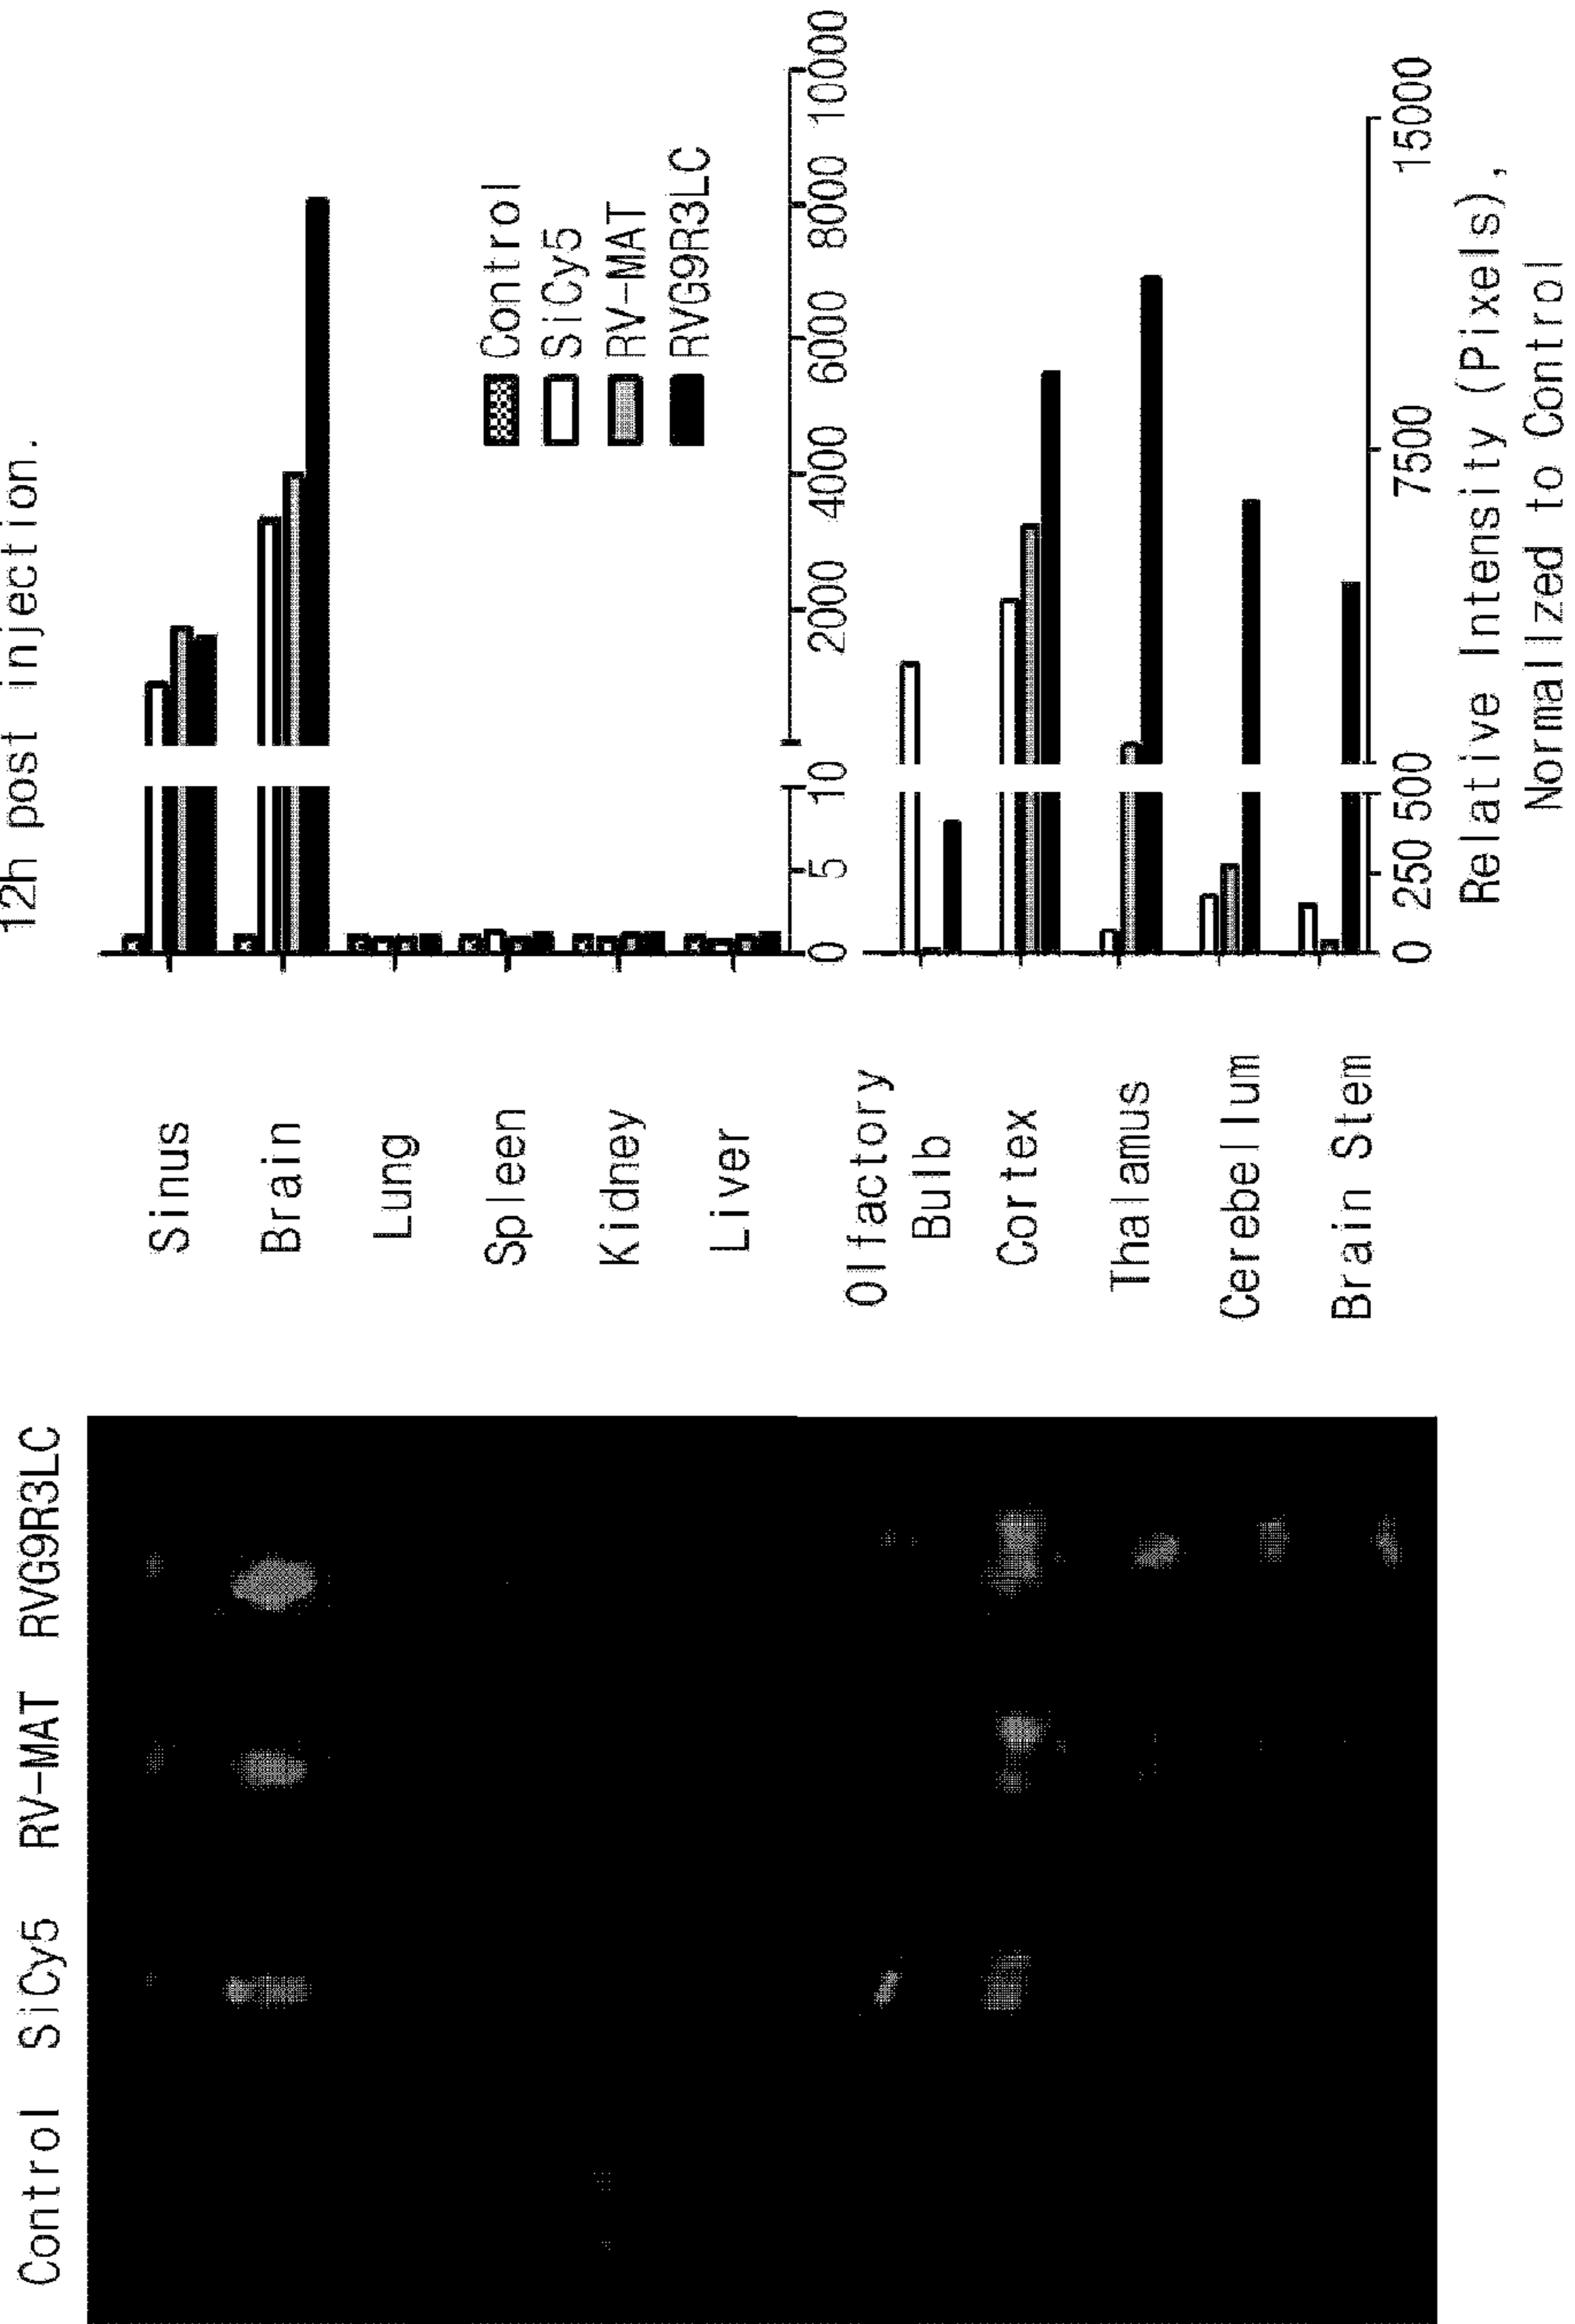 12h post injection.
Control SiCy5 RV-MAT RVG9R3LC
Sinus
Brain
Lung
Spleen
Kidney
Liver
Control
SiCy5
RV-MAT
RVG9R3LC
0 5 10 2000 4000 6000 8000 10000
Olfactory
Bulb
Cortex
Thalamus
Cerebellum
Brain Stem
0 250 500 7500 15000
Relative Intensity (Pixels),
Normalized to Control